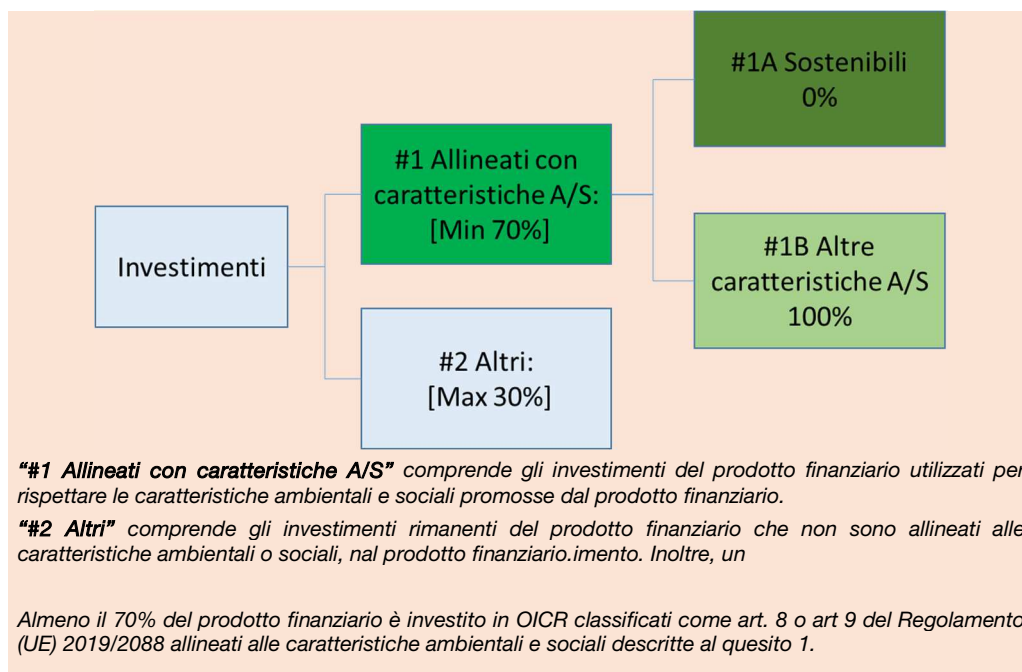 #1A Sostenibili
0%
#1 Allineati con
caratteristiche A/S:
[Min 70%]
Investimenti
#1B Altre
caratteristiche A/S
100%
#2 Altri:
[Max 30%]
“#1 Allineati con caratteristiche A/S” comprende gli investimenti del prodotto finanziario utilizzati per
rispettare le caratteristiche ambientali e sociali promosse dal prodotto finanziario.
“#2 Altri” comprende gli investimenti rimanenti del prodotto finanziario che non sono allineati alle
caratteristiche ambientali o sociali, nal prodotto finanziario.imento. Inoltre, un
Almeno il 70% del prodotto finanziario è investito in OICR classificati come art. 8 o art 9 del Regolamento
(UE) 2019/2088 allineati alle caratteristiche ambientali e sociali descritte al quesito 1.